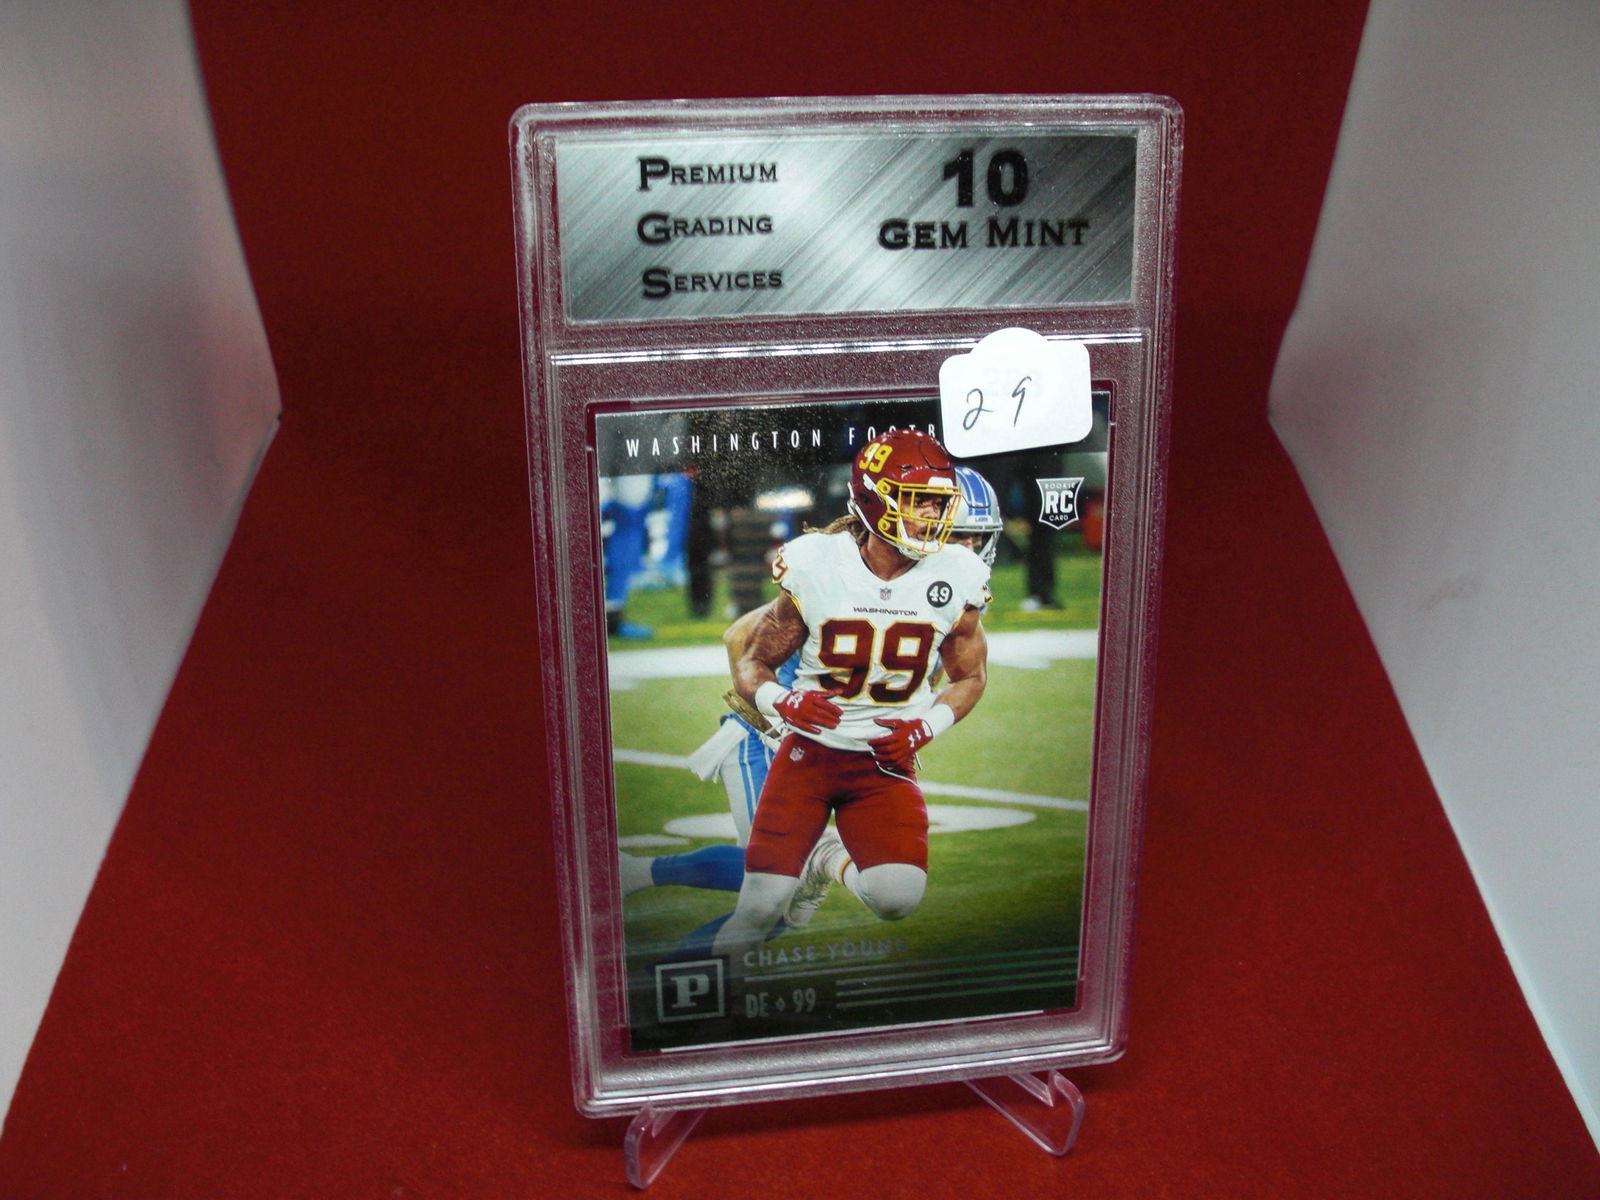 Premium
Grading
Services
10
Gem Mint
29
WASHINGTON FOOTB
99
ROOKIE
RC
CARD
LIONS
49
WASHINGTON
99
CHASE YOUNG
P
DE ⋄ 99